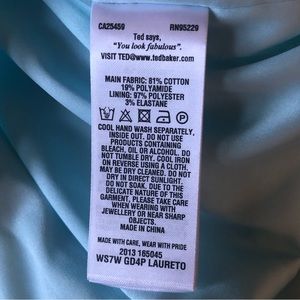 CA25459 RN95229
Ted says,
"You look fabulous".
VISIT TED@www.tedbaker.com
MAIN FABRIC: 81% COTTON
19% POLYAMIDE
LINING: 97% POLYESTER
3% ELASTANE
COOL HAND WASH SEPARATELY,
INSIDE OUT. DO NOT USE
PRODUCTS CONTAINING
BLEACH, OIL OR ALCOHOL. DO
NOT TUMBLE DRY. COOL IRON
ON REVERSE USING A CLOTH.
MAY BE DRY CLEANED. DO NOT
DRY IN DIRECT SUNLIGHT.
DO NOT SOAK. DUE TO THE
DELICATE NATURE OF THIS
GARMENT, PLEASE TAKE CARE
WHEN WEARING WITH
JEWELLERY OR NEAR SHARP
OBJECTS.
MADE IN CHINA
MADE WITH CARE, WEAR WITH PRIDE
2013 165045
WS7W GD4P LAURETO